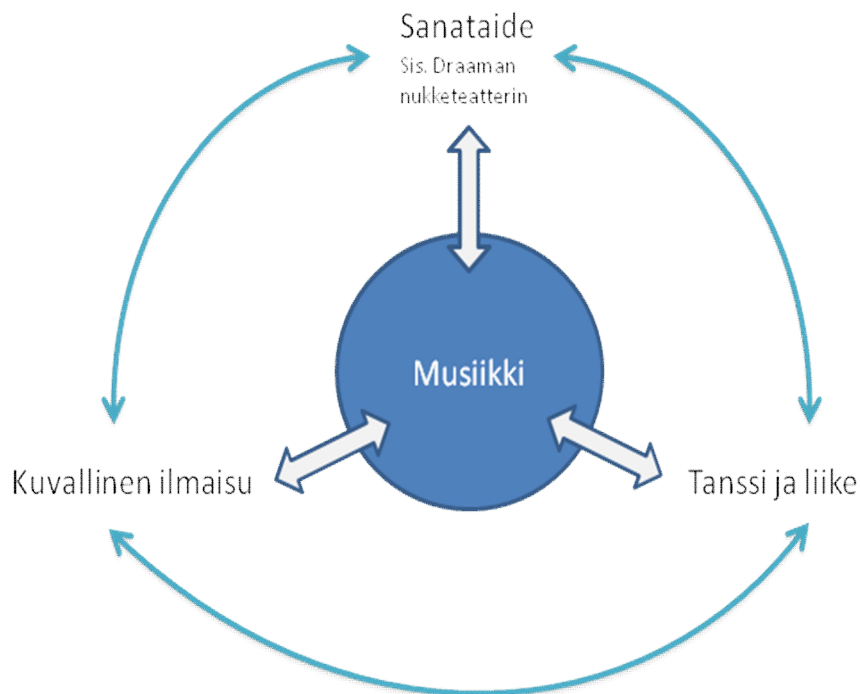 Sanataide
Sis. Draaman
nukketeatterin
Musiikki
Kuvallinen ilmaisu
Tanssi ja liike